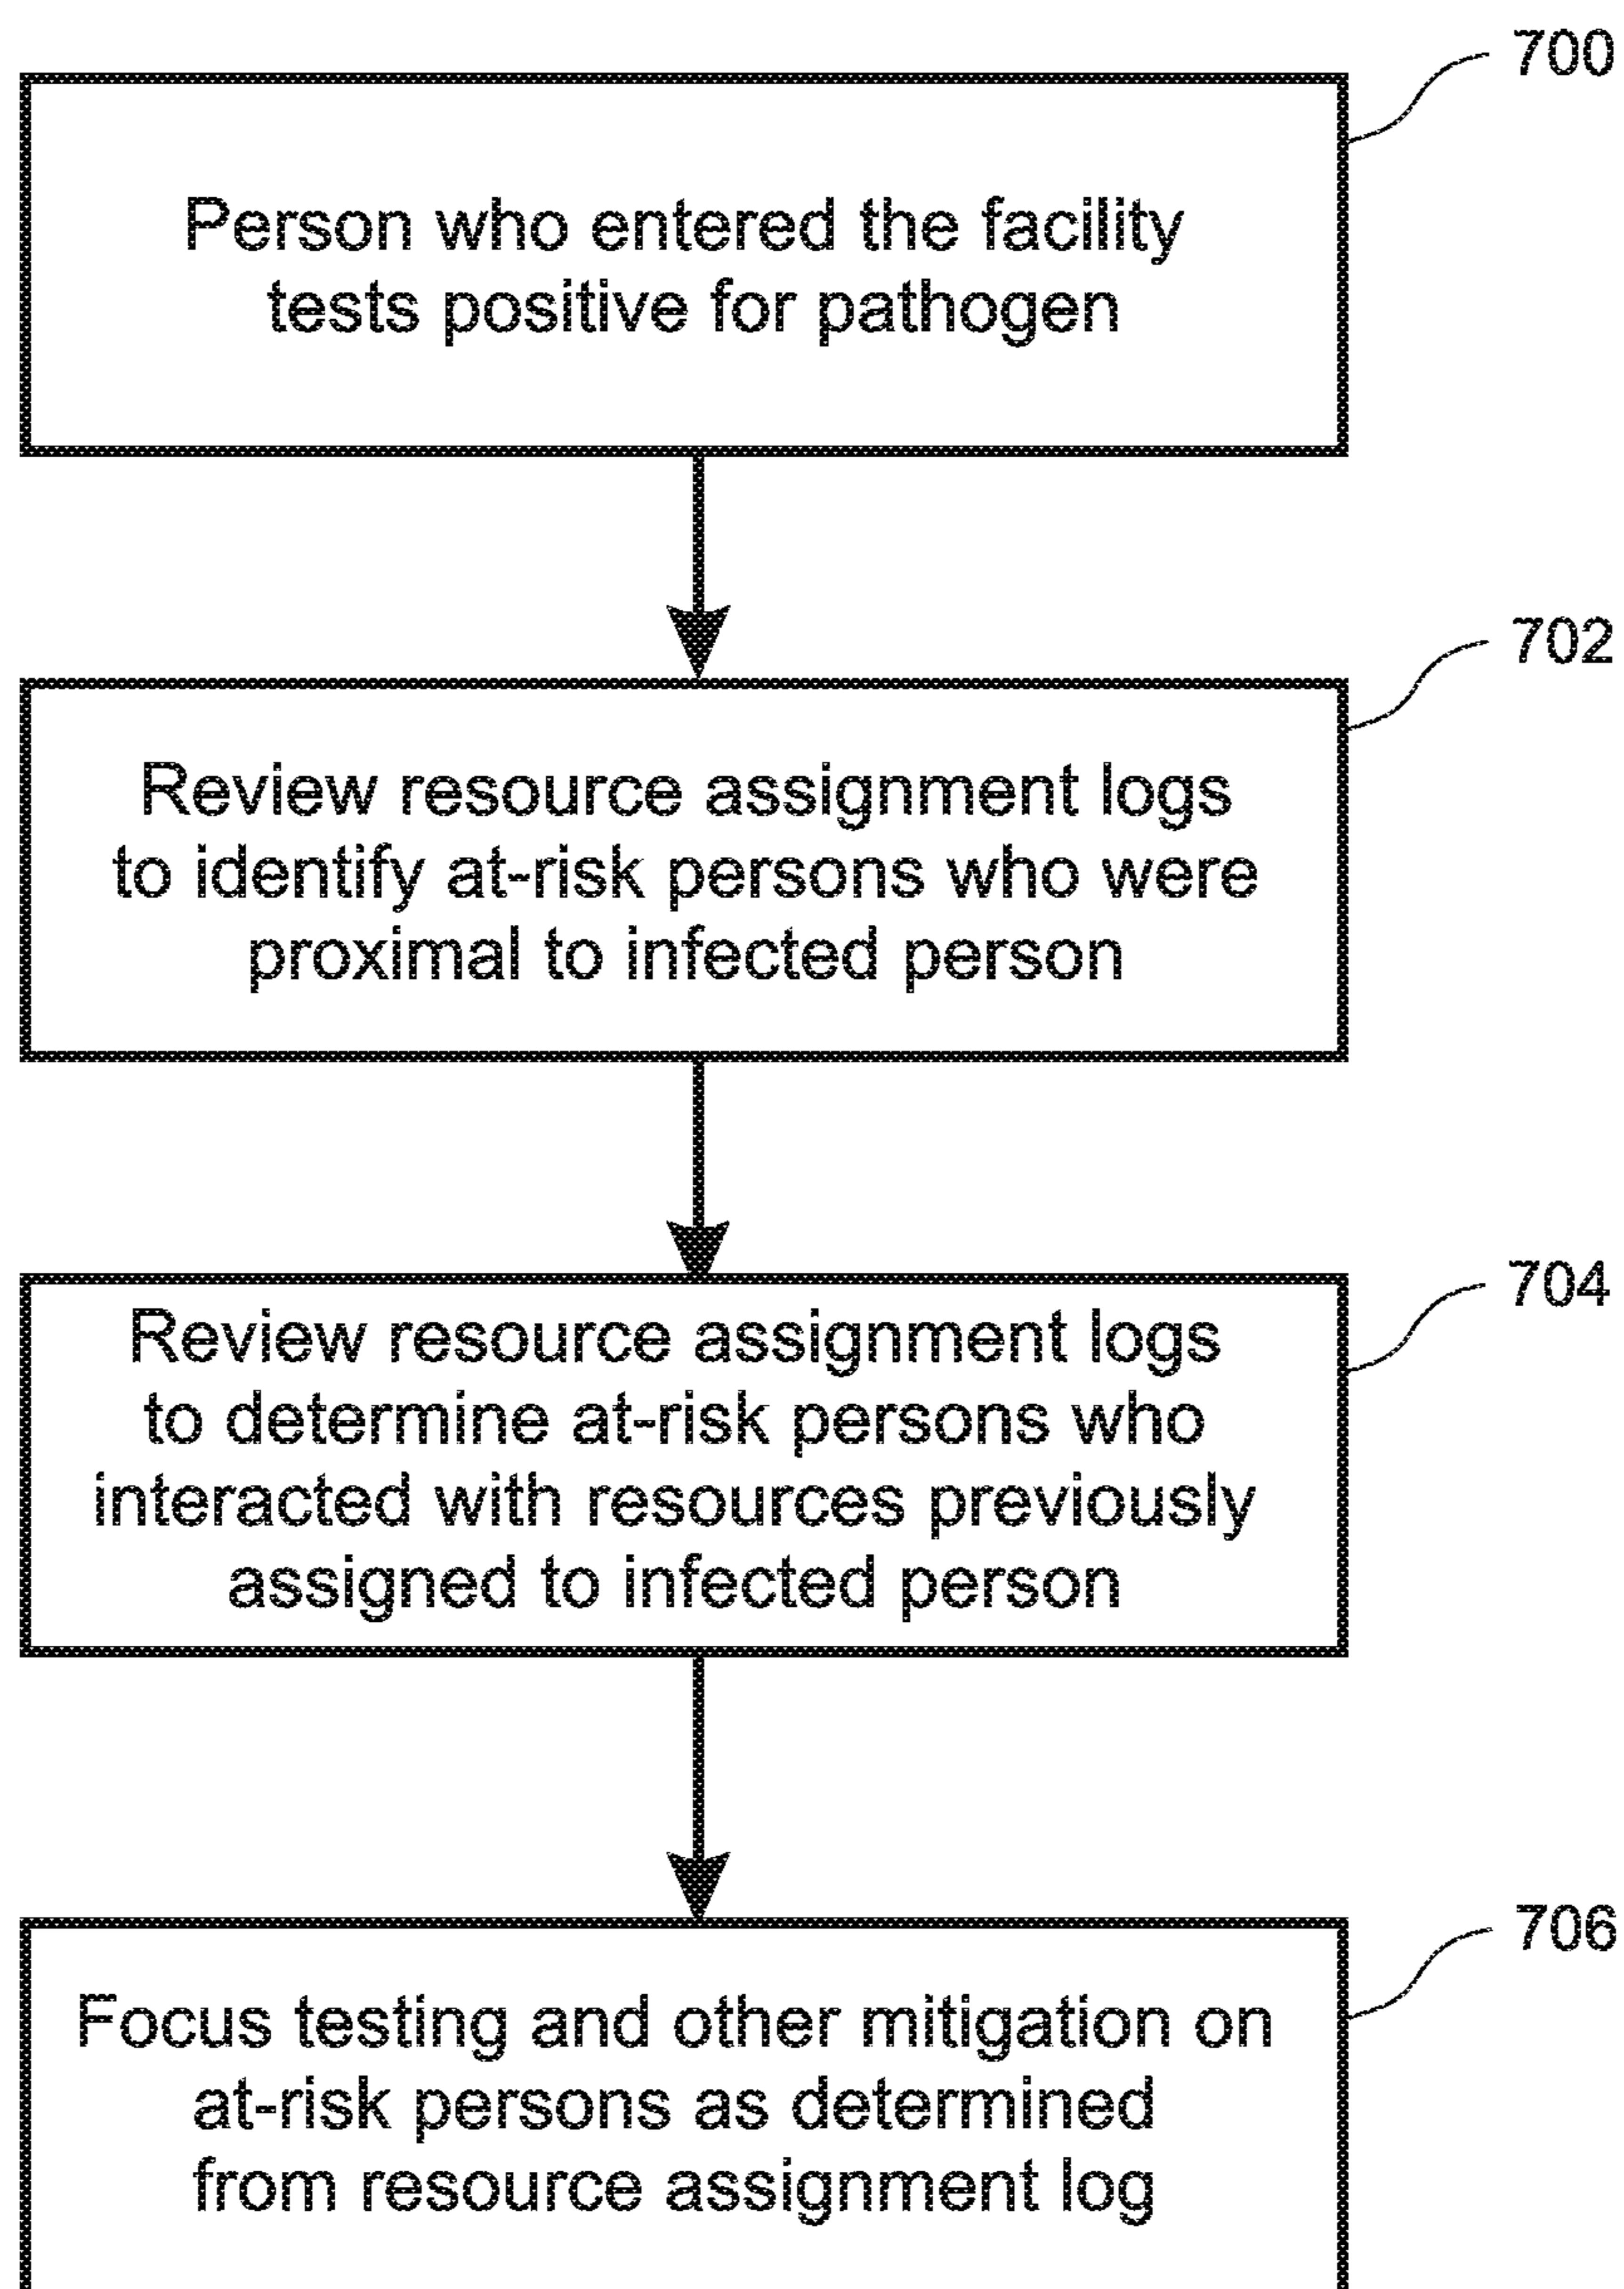 700
Person who entered the facility
tests positive for pathogen
702
Review resource assignment logs
to identify at-risk persons who were
proximal to infected person
704
Review resource assignment logs
to determine at-risk persons who
interacted with resources previously
assigned to infected person
706
Focus testing and other mitigation on
at-risk persons as determined
from resource assignment log